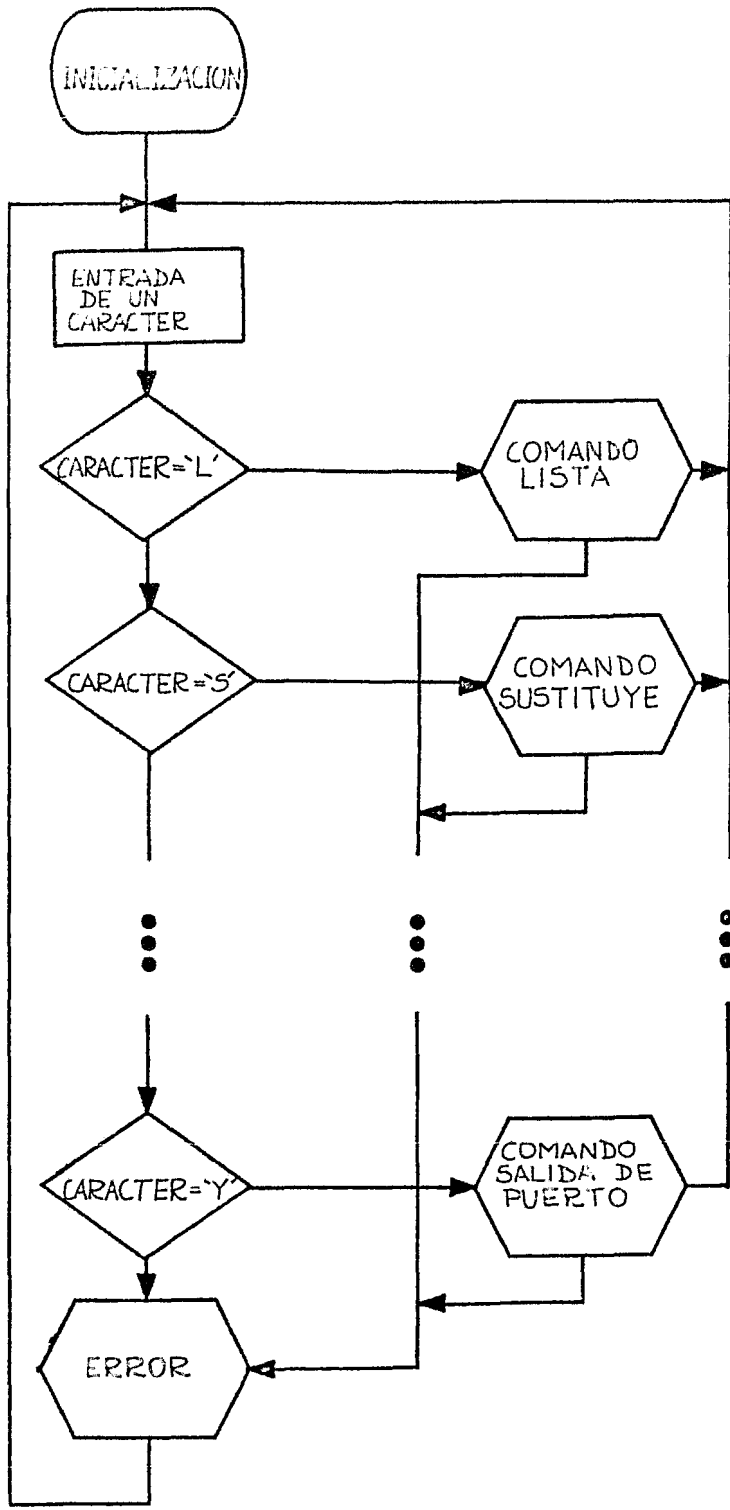 INICIALIZACION
ENTRADA
DE UN
CARACTER
CARACTER='L'
COMANDO
LISTA
CARACTER='S'
COMANDO
SUSTITUYE
CARACTER='Y'
COMANDO
SALIDA DE
PUERTO
ERROR